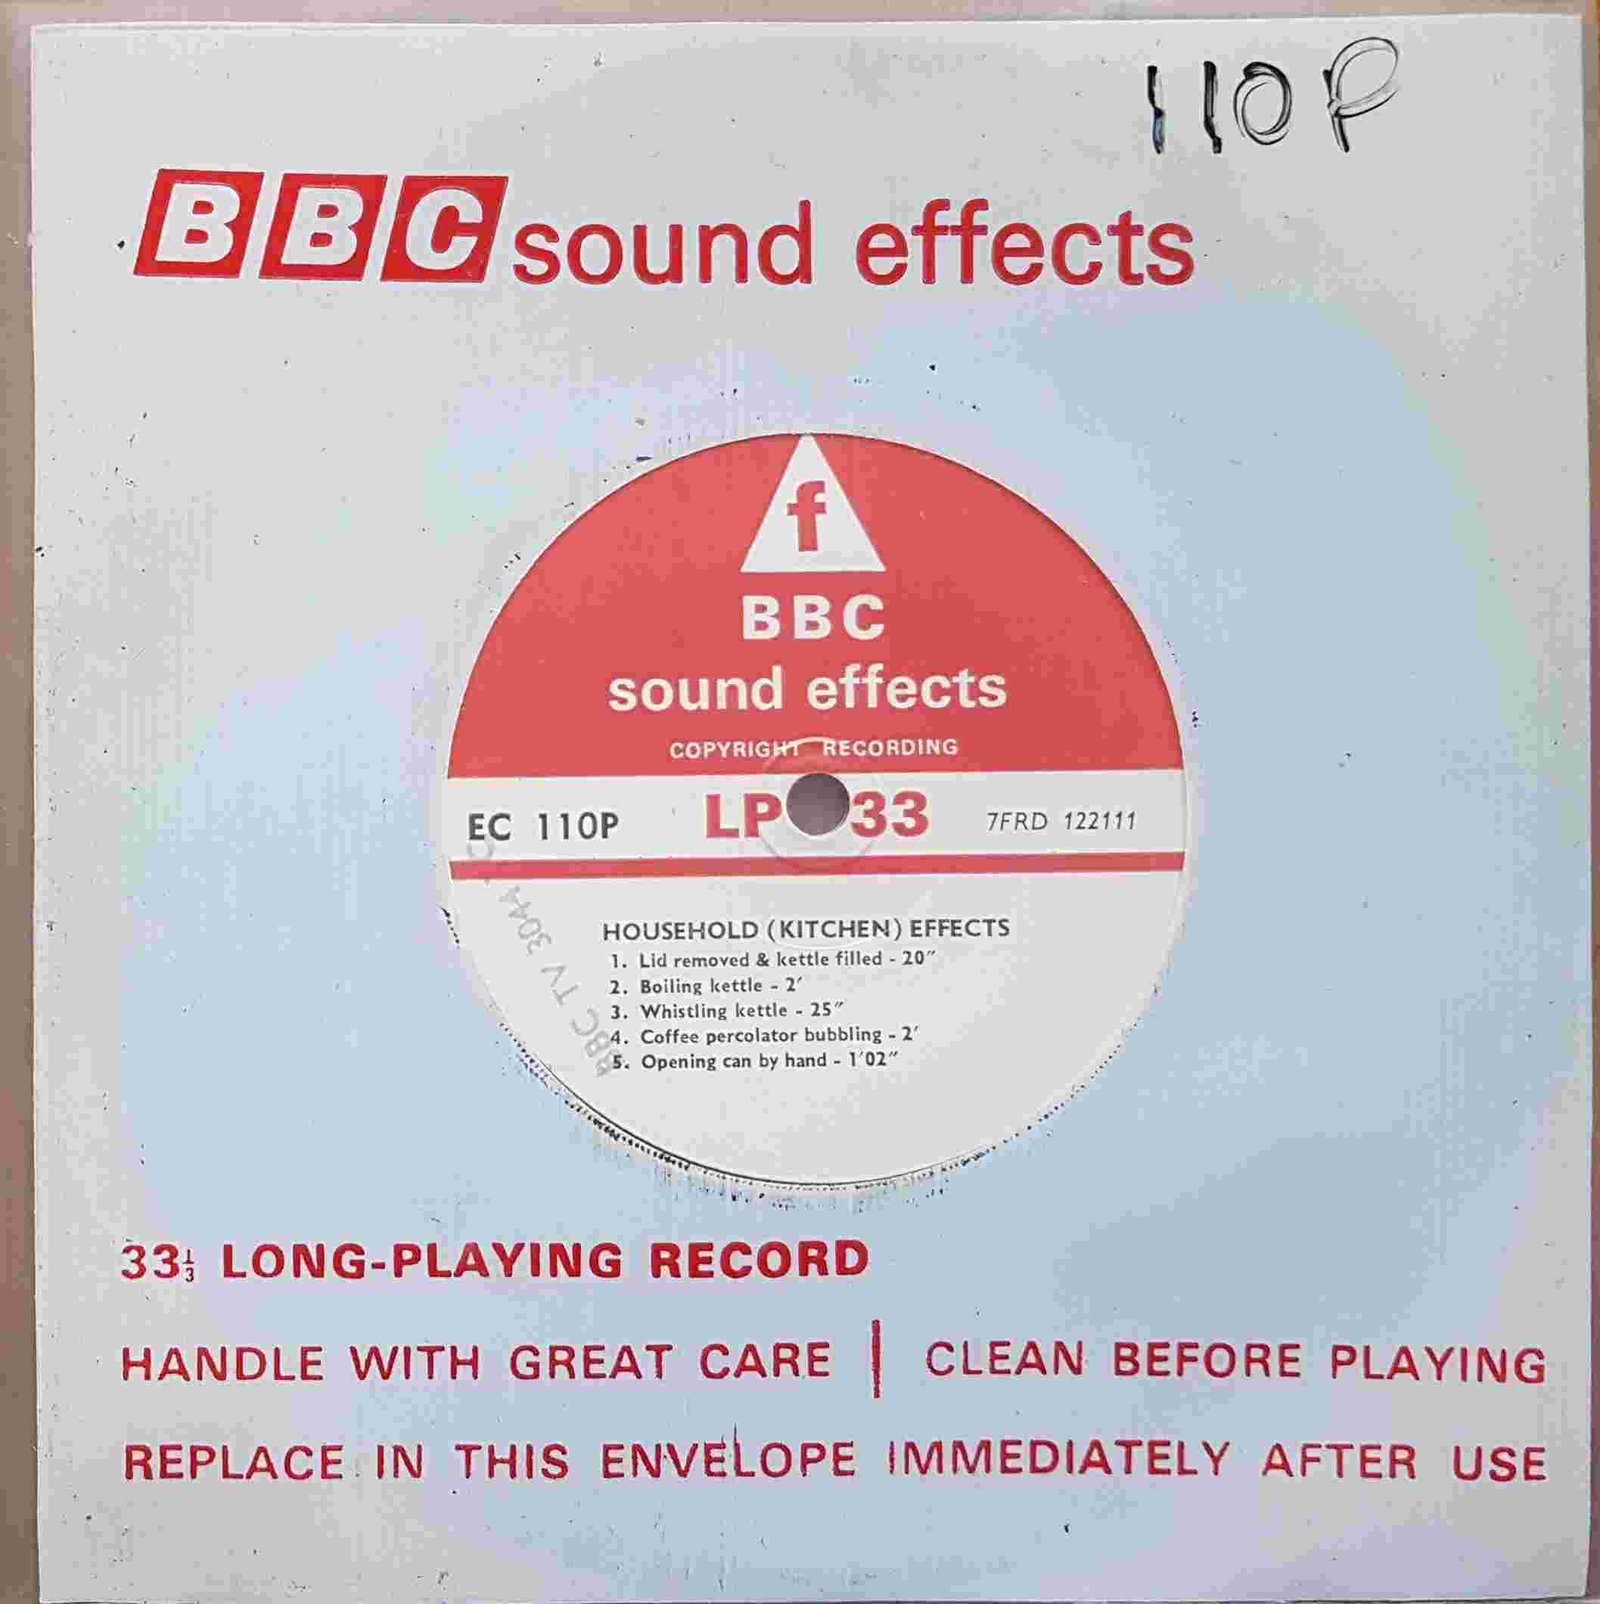 110P
BBC sound effects
f
BBC
sound effects
COPYRIGHT RECORDING
EC 110P LP 33 7FRD 122111
HOUSEHOLD (KITCHEN) EFFECTS
1. Lid removed & kettle filled - 20″
2. Boiling kettle - 2′
3. Whistling kettle - 25″
4. Coffee percolator bubbling - 2′
5. Opening can by hand - 1′02″
BBC TV 3044
33⅓ LONG-PLAYING RECORD
HANDLE WITH GREAT CARE | CLEAN BEFORE PLAYING
REPLACE IN THIS ENVELOPE IMMEDIATELY AFTER USE